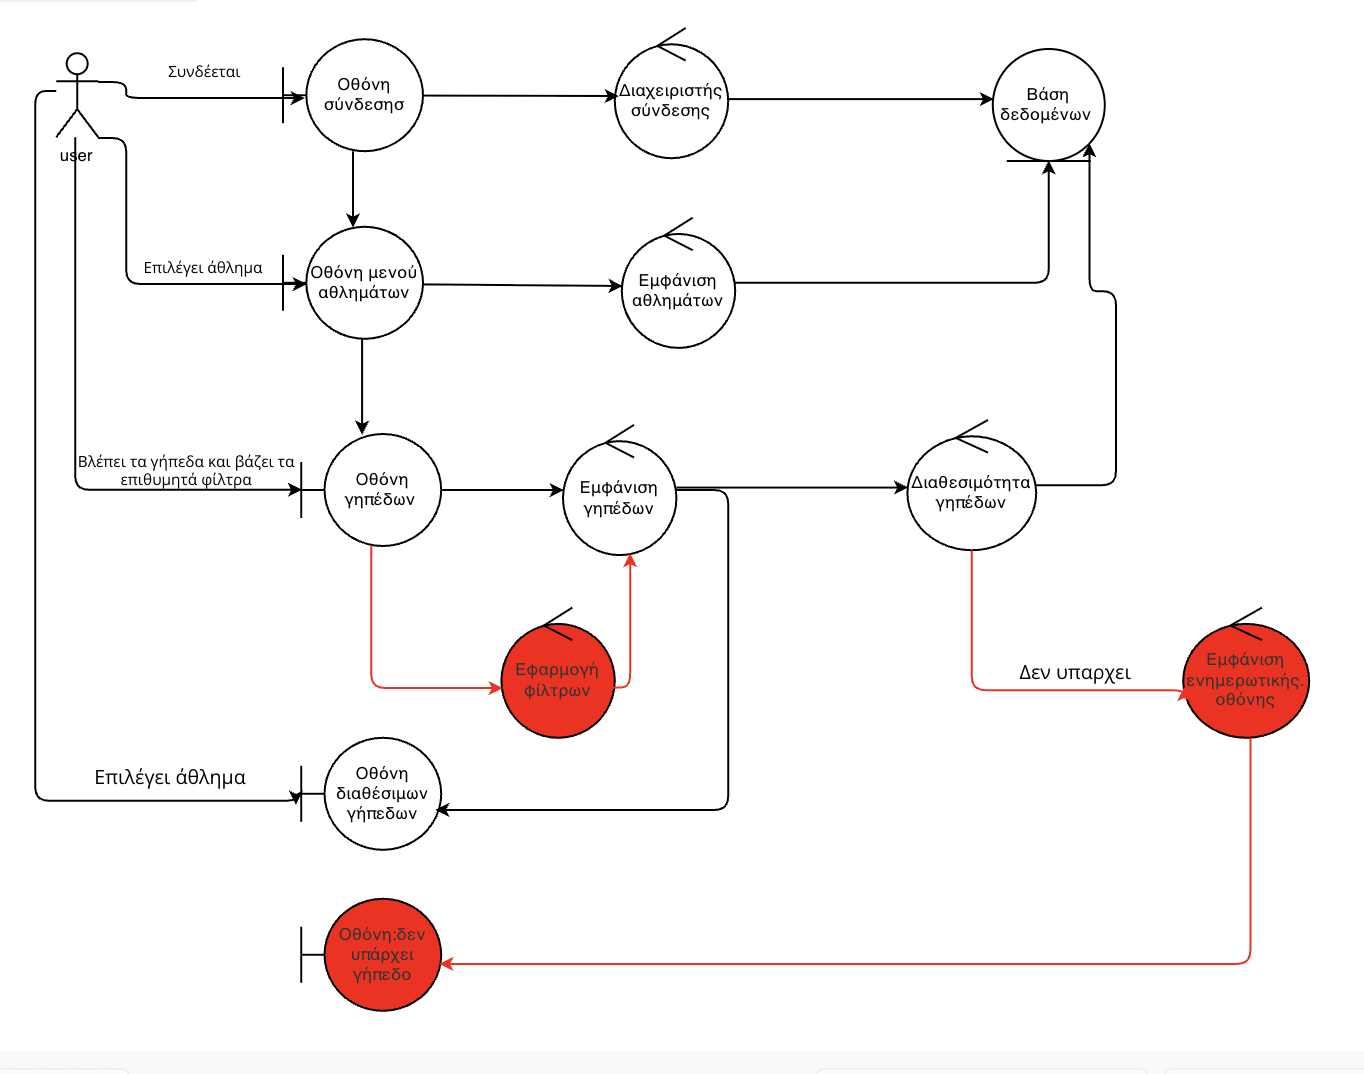 Συνδέεται
Οθόνη
σύνδεσησ
Διαχειριστής
σύνδεσης
Βάση
δεδομένων
user
Επιλέγει άθλημα
Οθόνη μενού
αθλημάτων
Εμφάνιση
αθλημάτων
Βλέπει τα γήπεδα και βάζει τα
επιθυμητά φίλτρα
Οθόνη
γηπέδων
Εμφάνιση
γηπέδων
Διαθεσιμότητα
γηπέδων
Εφαρμογή
φίλτρων
Δεν υπαρχει
Εμφάνιση
ενημερωτικής.
οθόνης
Επιλέγει άθλημα
Οθόνη
διαθέσιμων
γήπεδων
Οθόνη:δεν
υπάρχει
γήπεδο